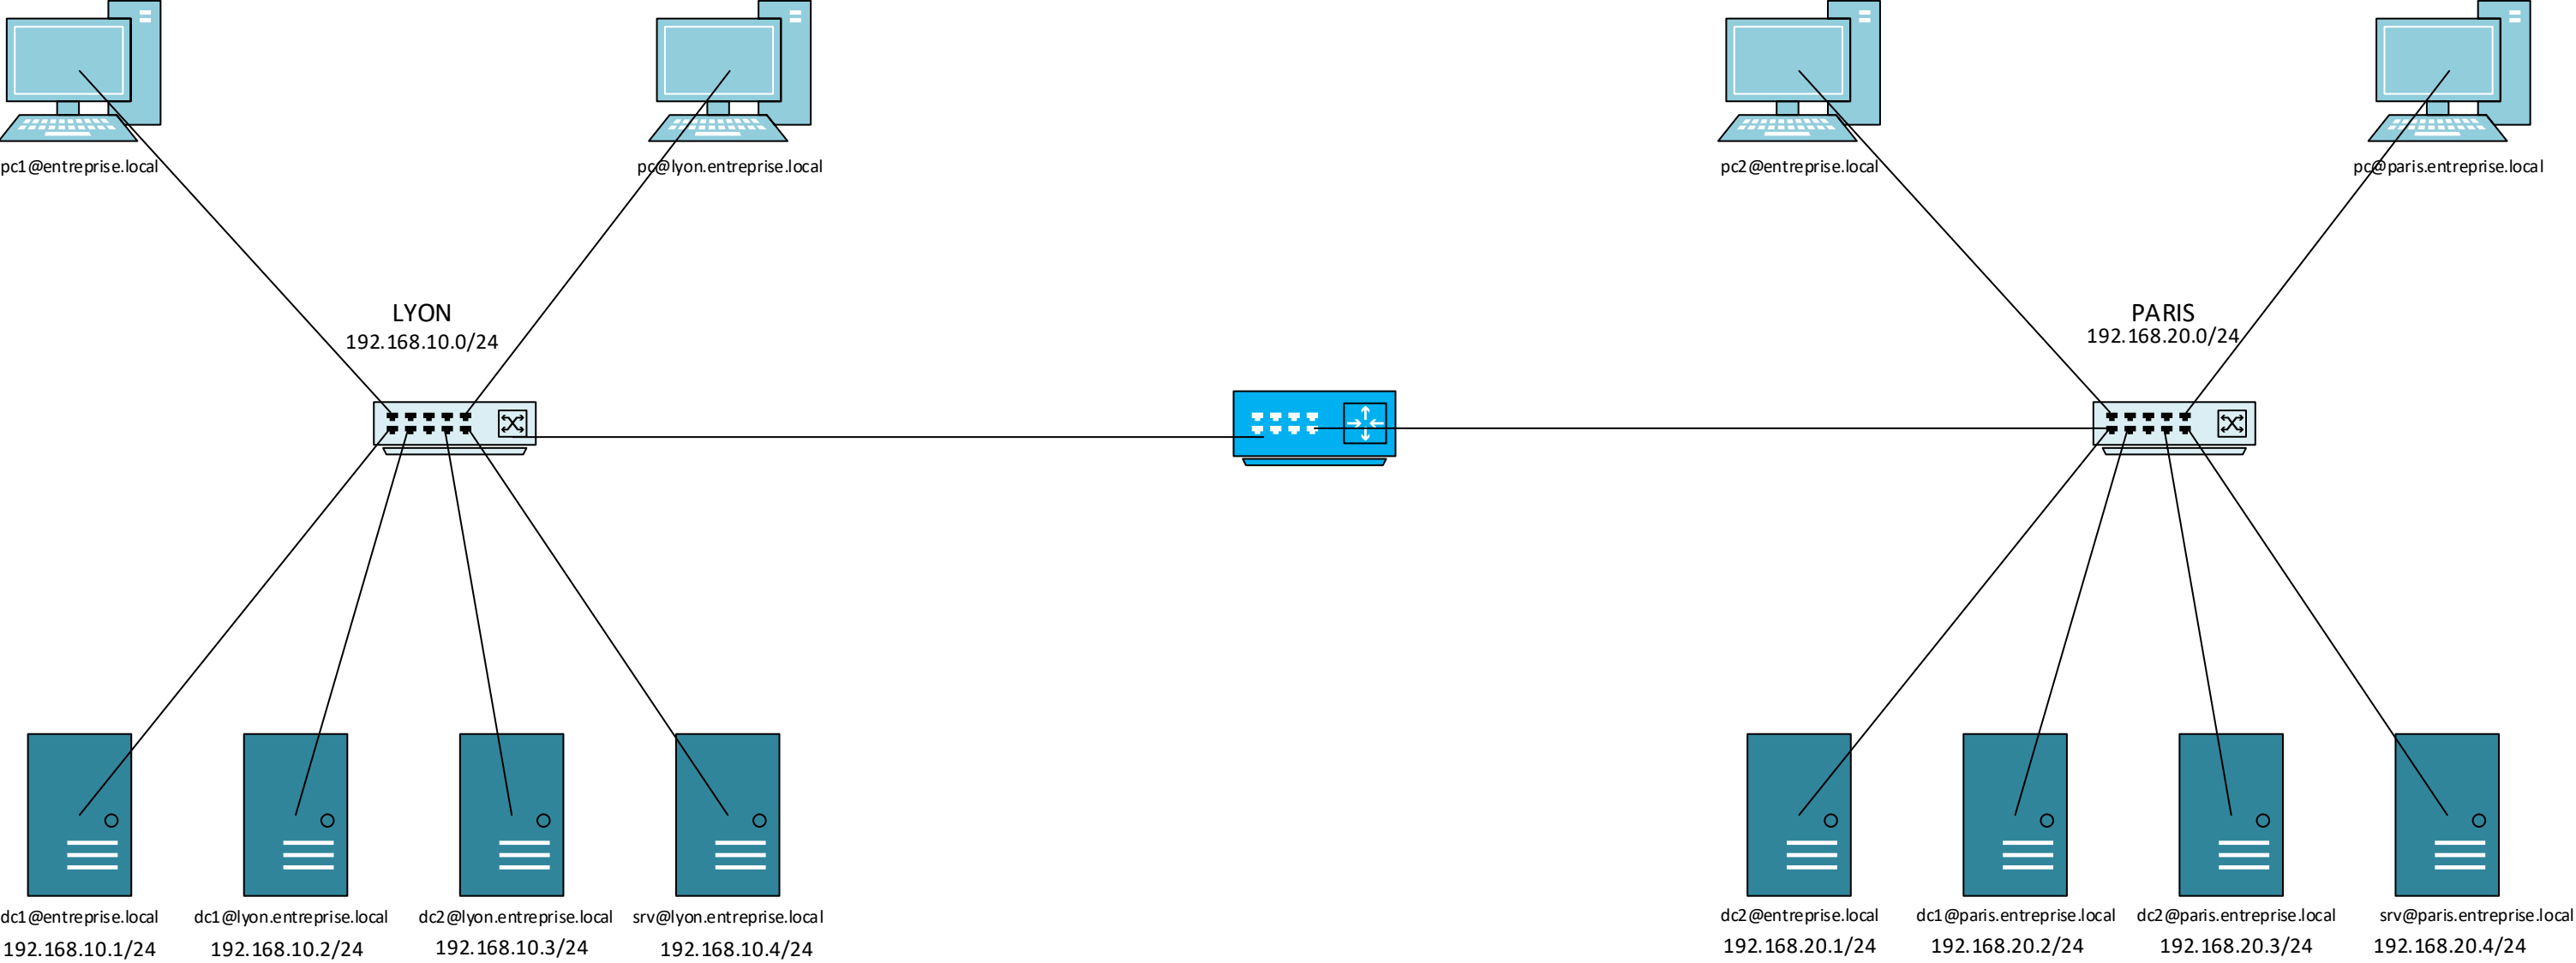 pc1@entreprise.local
pc@lyon.entreprise.local
pc2@entreprise.local
pc@paris.entreprise.local
LYON
192.168.10.0/24
PARIS
192.168.20.0/24
dc1@entreprise.local
192.168.10.1/24
dc1@lyon.entreprise.local
192.168.10.2/24
dc2@lyon.entreprise.local
192.168.10.3/24
srv@lyon.entreprise.local
192.168.10.4/24
dc2@entreprise.local
192.168.20.1/24
dc1@paris.entreprise.local
192.168.20.2/24
dc2@paris.entreprise.local
192.168.20.3/24
srv@paris.entreprise.local
192.168.20.4/24